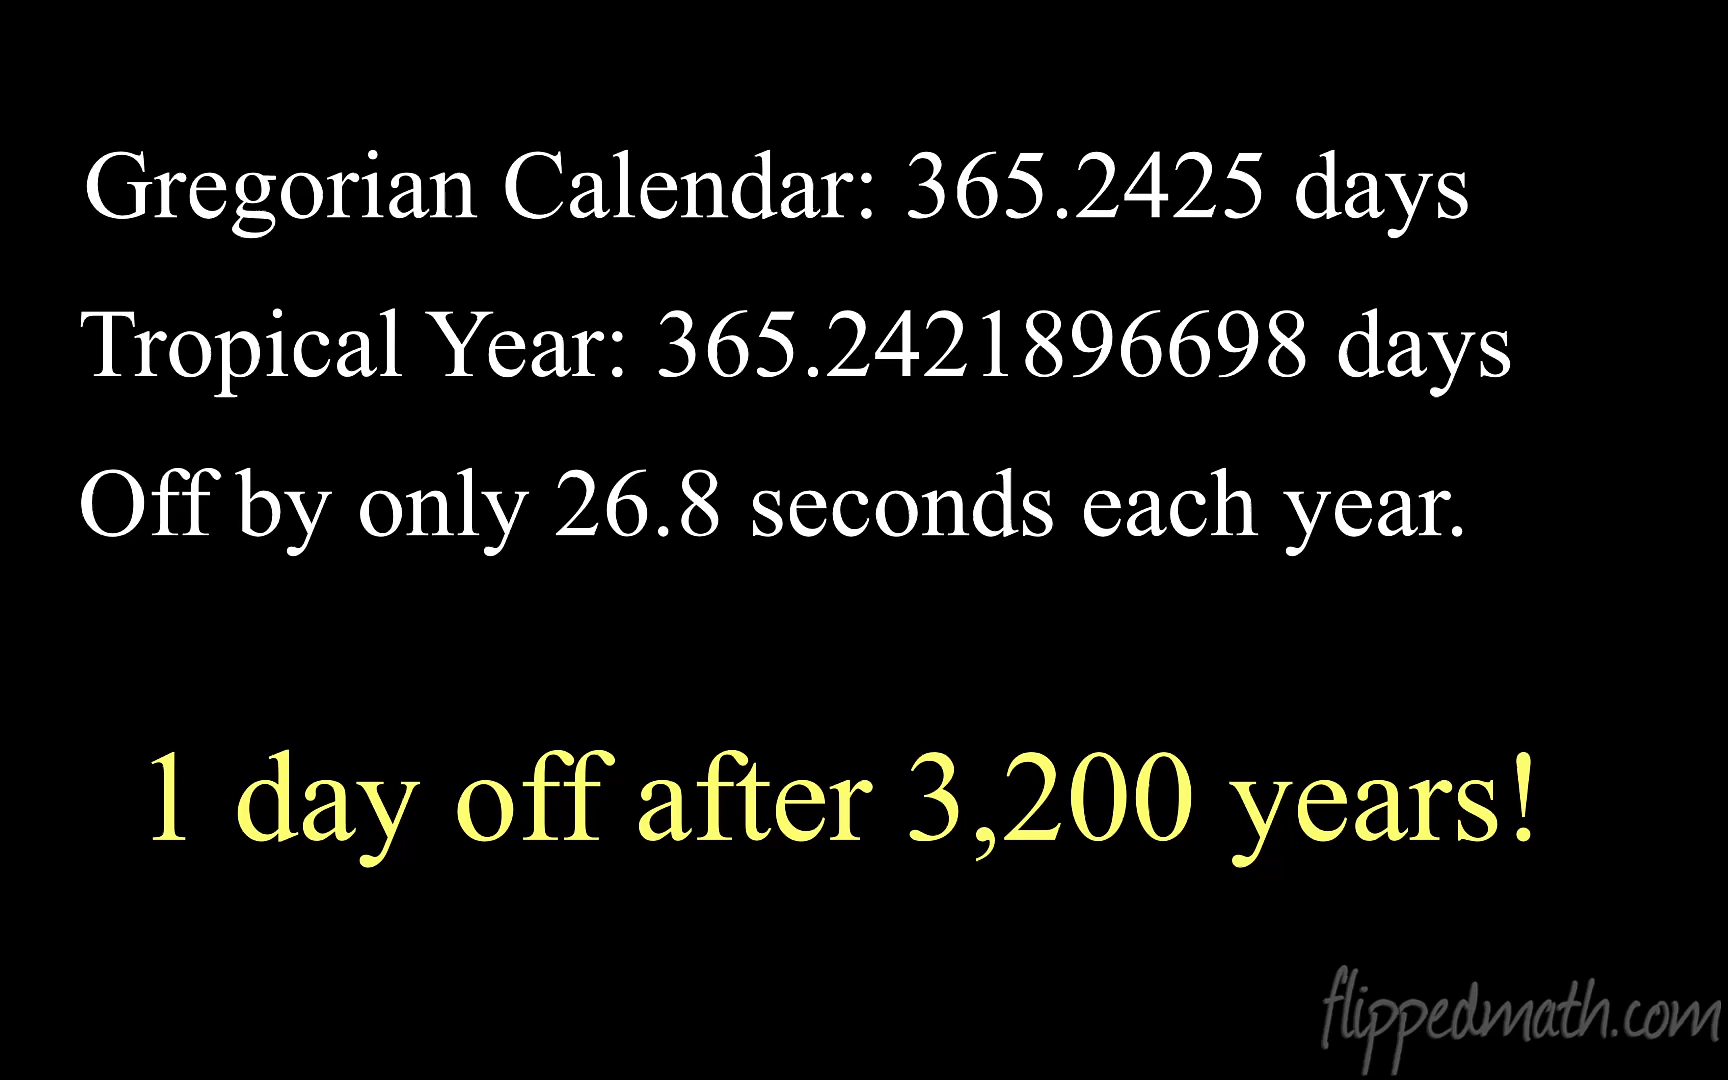 Gregorian Calendar: 365.2425 days
Tropical Year: 365.2421896698 days
Off by only 26.8 seconds each year.
1 day off after 3,200 years!
flippedmath.com